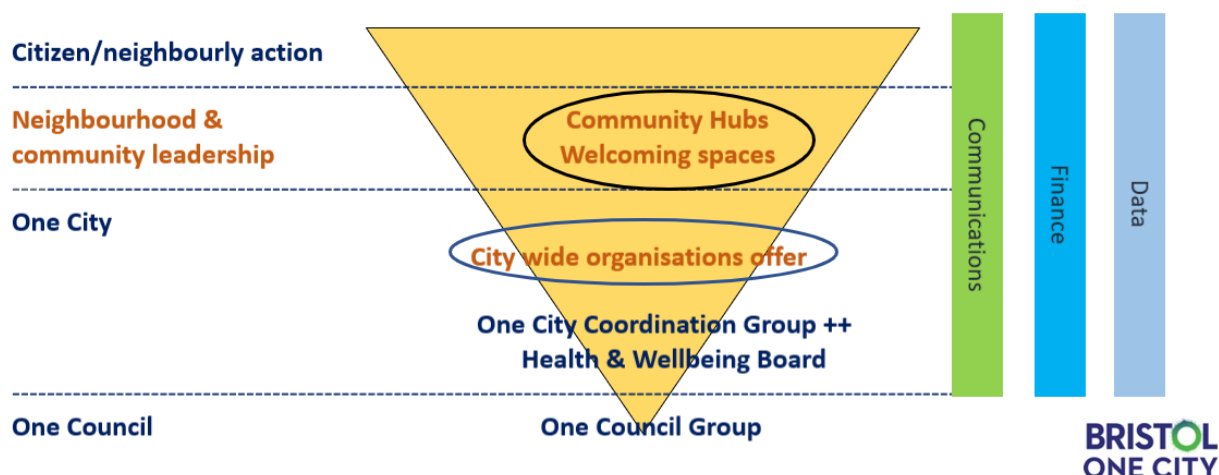 Citizen/neighbourly action
Neighbourhood &
community leadership
Community Hubs
Welcoming spaces
One City
City wide organisations offer
One City Coordination Group ++
Health & Wellbeing Board
One Council
One Council Group
Communications
Finance
Data
BRISTOL
ONE CITY